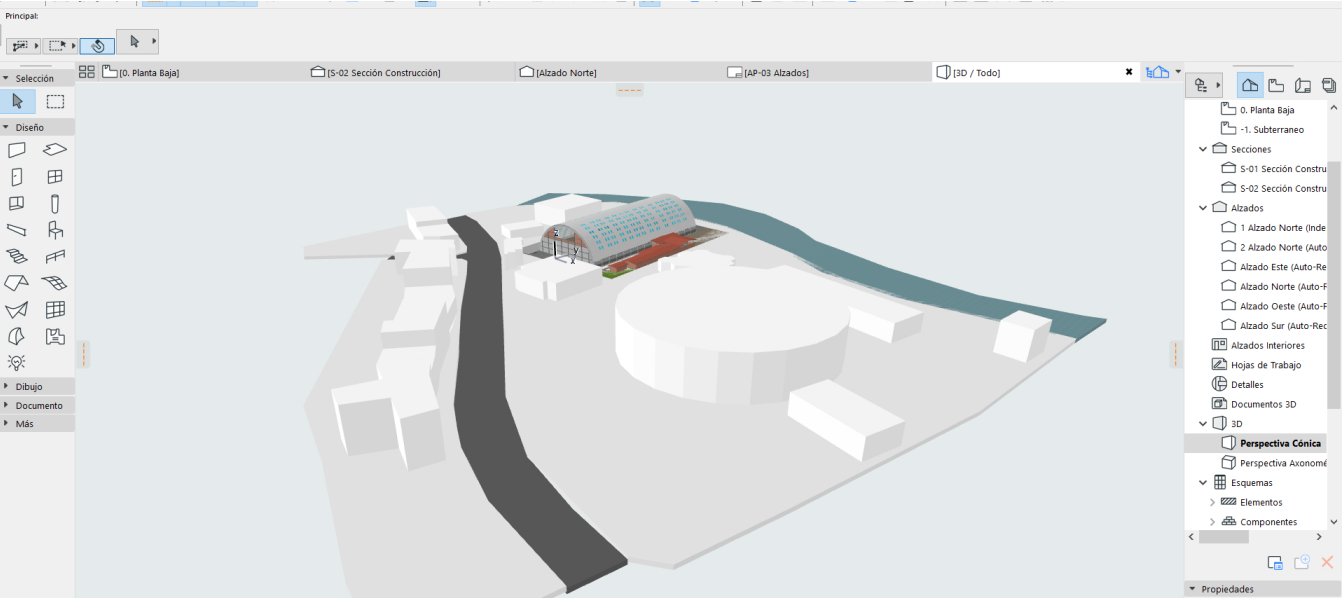 Principal:
[0. Planta Baja]
[S-02 Sección Construcción]
[Alzado Norte]
[AP-03 Alzados]
[3D / Todo]
Selección
Diseño
Dibujo
Documento
Más
z
y
x
0. Planta Baja
-1. Subterraneo
Secciones
S-01 Sección Constru
S-02 Sección Constru
Alzados
1 Alzado Norte (Inde
2 Alzado Norte (Auto
Alzado Este (Auto-Re
Alzado Norte (Auto-F
Alzado Oeste (Auto-F
Alzado Sur (Auto-Rec
Alzados Interiores
Hojas de Trabajo
Detalles
Documentos 3D
3D
Perspectiva Cónica
Perspectiva Axonomé
Esquemas
Elementos
Componentes
Propiedades